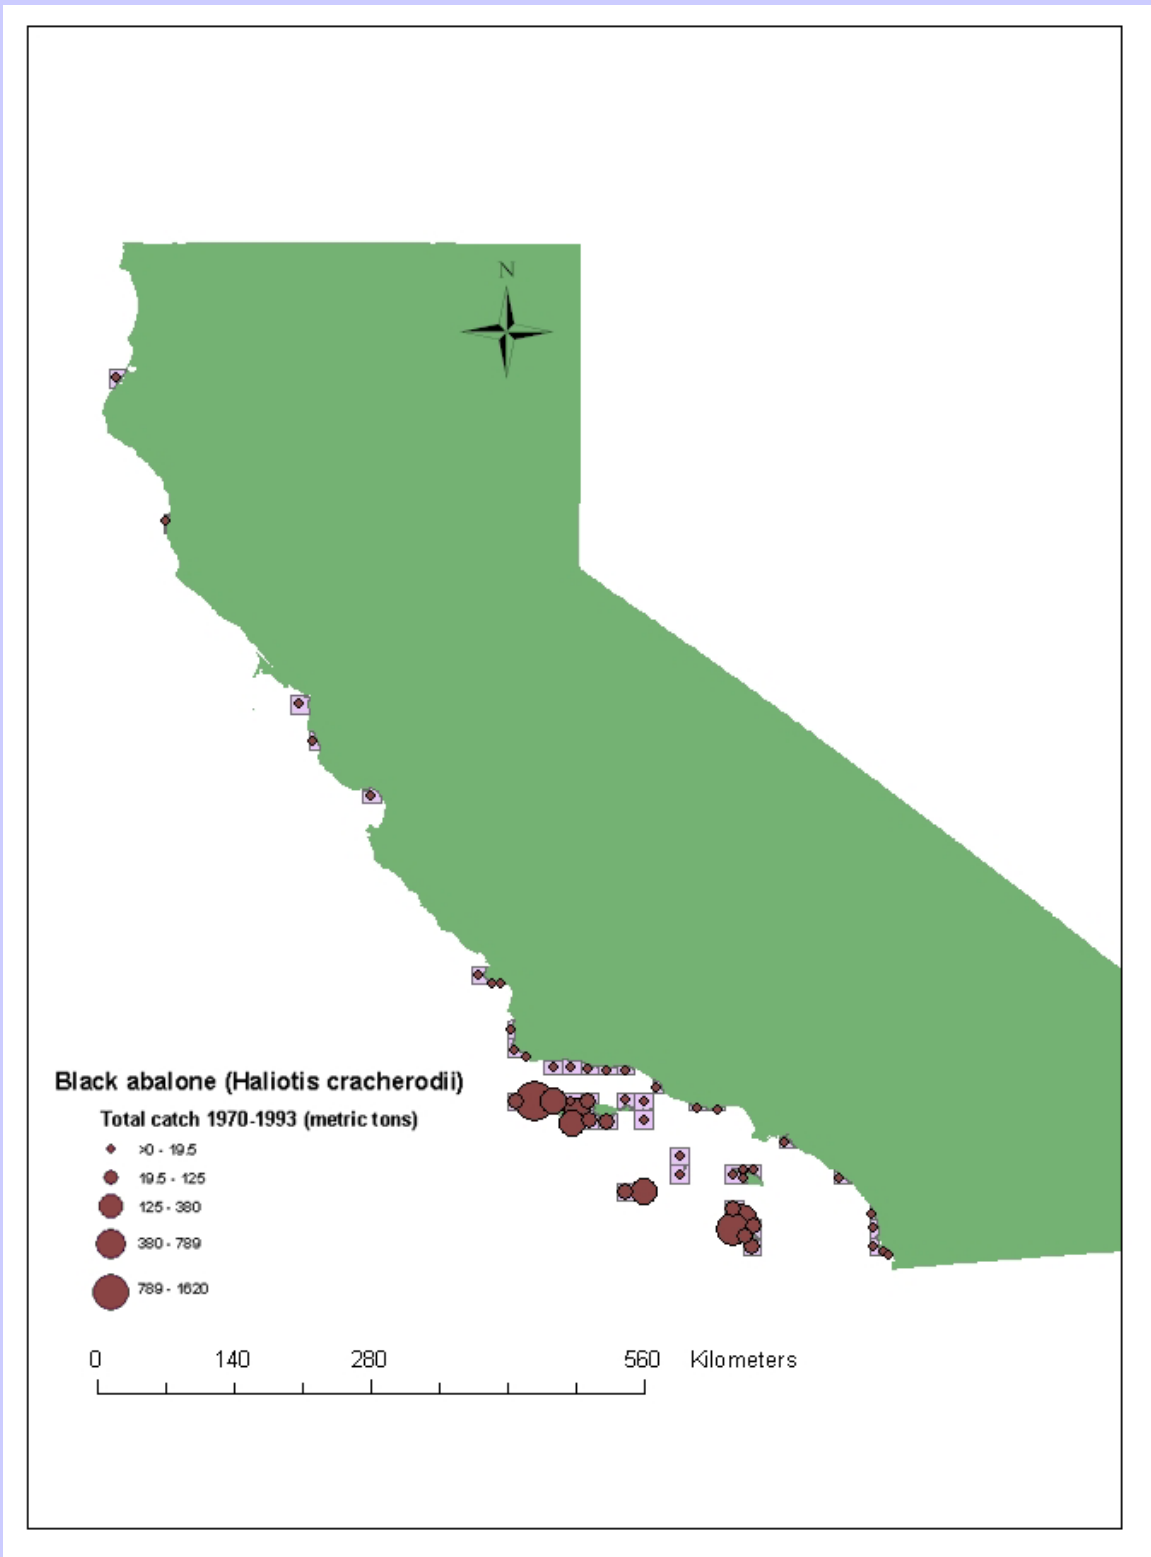 N
Black abalone (Haliotis cracherodii)
Total catch 1970-1993 (metric tons)
>0 - 19.5
19.5 - 125
125 - 380
380 - 789
789 - 1620
0 140 280 560 Kilometers